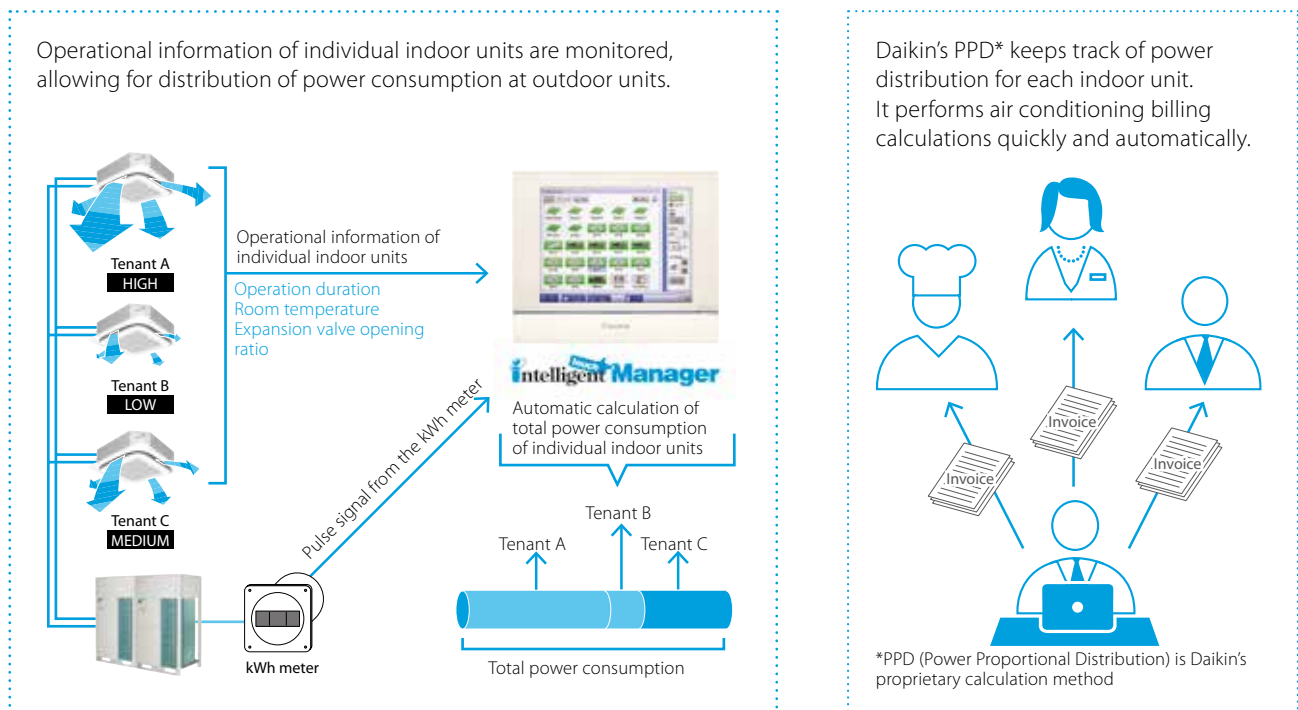 Operational information of individual indoor units are monitored,
allowing for distribution of power consumption at outdoor units.
Tenant A
HIGH
Tenant B
LOW
Tenant C
MEDIUM
Operational information of
individual indoor units
Operation duration
Room temperature
Expansion valve opening
ratio
Pulse signal from the kWh meter
kWh meter
intelligent Manager
Automatic calculation of
total power consumption
of individual indoor units
Tenant A
Tenant B
Tenant C
Total power consumption
Daikin's PPD* keeps track of power
distribution for each indoor unit.
It performs air conditioning billing
calculations quickly and automatically.
Invoice
Invoice
Invoice
*PPD (Power Proportional Distribution) is Daikin's
proprietary calculation method